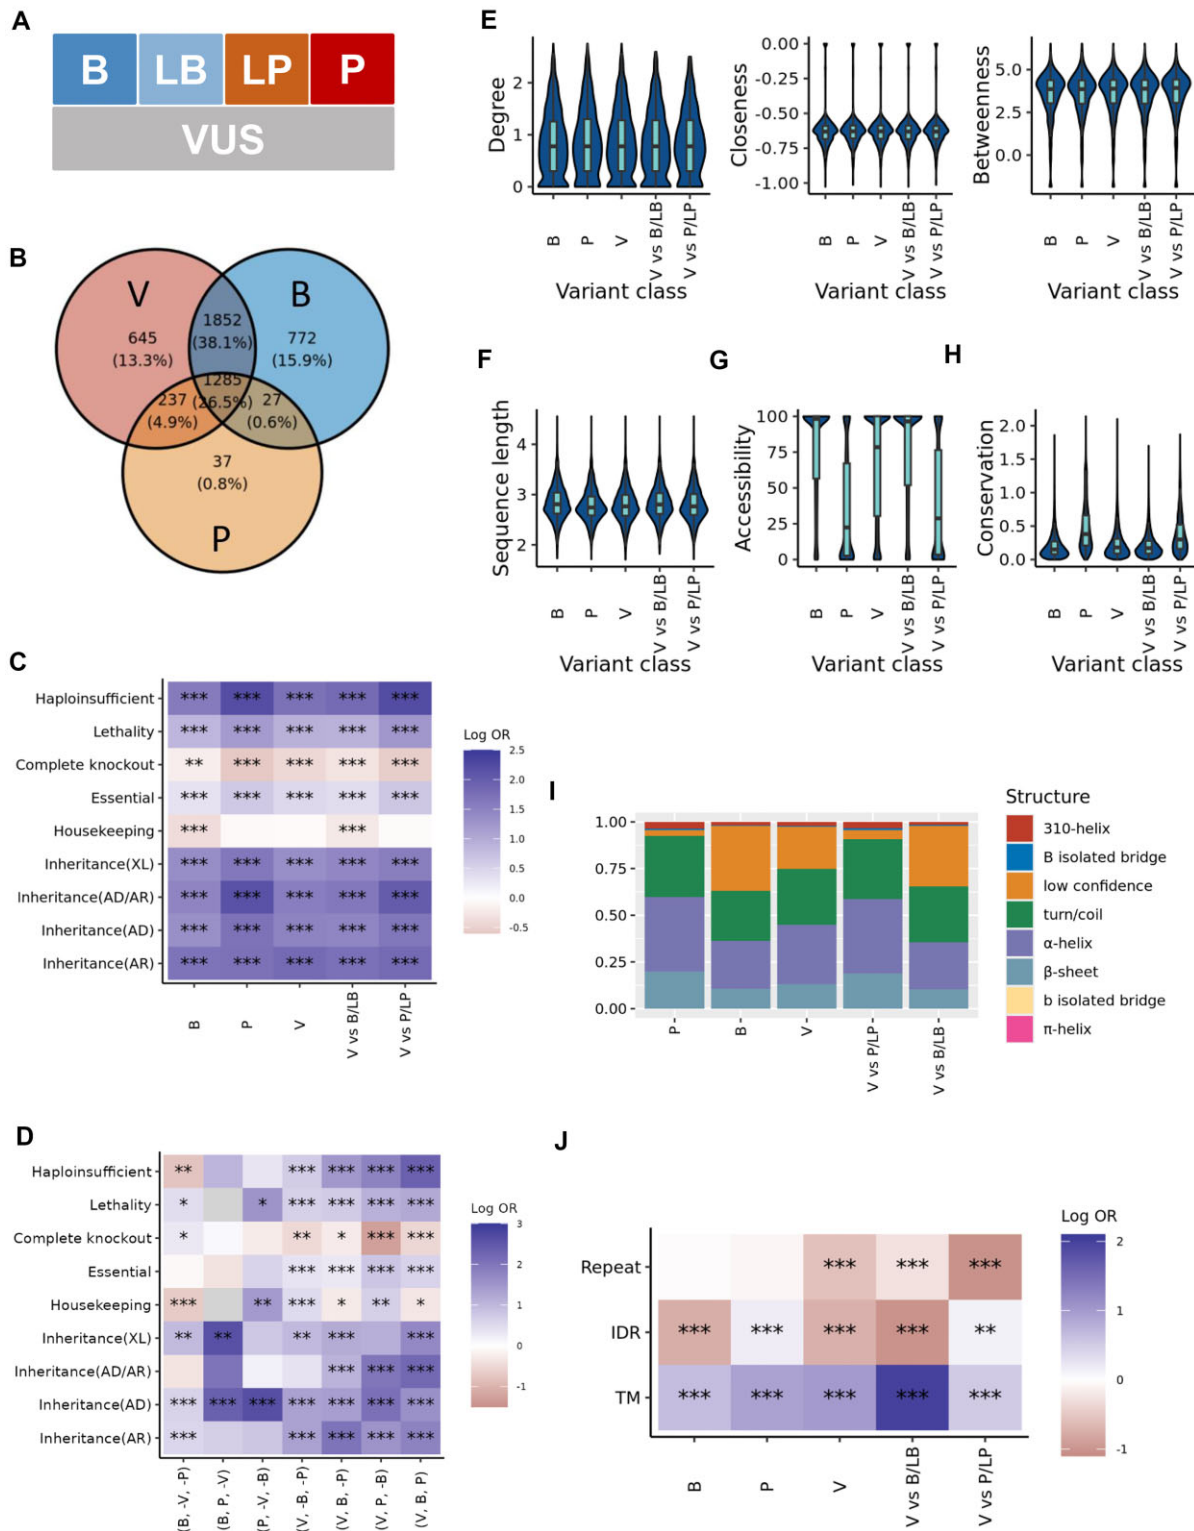 A
B LB LP P
VUS
B
V
B
645
(13.3%)
1852
(38.1%)
772
(15.9%)
1285
(26.5%)
237
(4.9%)
27
(0.6%)
37
(0.8%)
P
C
Haploinsufficient *** *** *** *** ***
Lethality *** *** *** *** ***
Complete knockout ** *** *** *** ***
Essential *** *** *** *** ***
Housekeeping *** ***
Inheritance(XL) *** *** *** *** ***
Inheritance(AD/AR) *** *** *** *** ***
Inheritance(AD) *** *** *** *** ***
Inheritance(AR) *** *** *** *** ***
B P V V vs B/LB V vs P/LP
Log OR
2.5
2.0
1.5
1.0
0.5
0.0
-0.5
D
Haploinsufficient ** *** *** *** ***
Lethality * * *** *** *** ***
Complete knockout * ** * *** ***
Essential *** *** *** ***
Housekeeping *** ** *** * ** *
Inheritance(XL) ** ** ** *** ***
Inheritance(AD/AR) *** *** ***
Inheritance(AD) *** *** *** *** *** *** ***
Inheritance(AR) *** *** *** *** ***
(B, -V, -P) (B, P, -V) (P, -V, -B) (V, -B, -P) (V, B, -P) (V, P, -B) (V, B, P)
Log OR
3
2
1
0
-1
E
Degree
2
1
0
B P V V vs B/LB V vs P/LP
Variant class
Closeness
0.00
-0.25
-0.50
-0.75
-1.00
B P V V vs B/LB V vs P/LP
Variant class
Betweenness
5.0
2.5
0.0
B P V V vs B/LB V vs P/LP
Variant class
F
Sequence length
4
3
2
B P V V vs B/LB V vs P/LP
Variant class
G
Accessibility
100
75
50
25
0
B P V V vs B/LB V vs P/LP
Variant class
H
Conservation
2.0
1.5
1.0
0.5
0.0
B P V V vs B/LB V vs P/LP
Variant class
I
1.00
0.75
0.50
0.25
0.00
P B V V vs P/LP V vs B/LB
Structure
310-helix
B isolated bridge
low confidence
turn/coil
α-helix
β-sheet
b isolated bridge
π-helix
J
Repeat *** *** ***
IDR *** *** *** *** **
TM *** *** *** *** ***
B P V V vs B/LB V vs P/LP
Log OR
2
1
0
-1